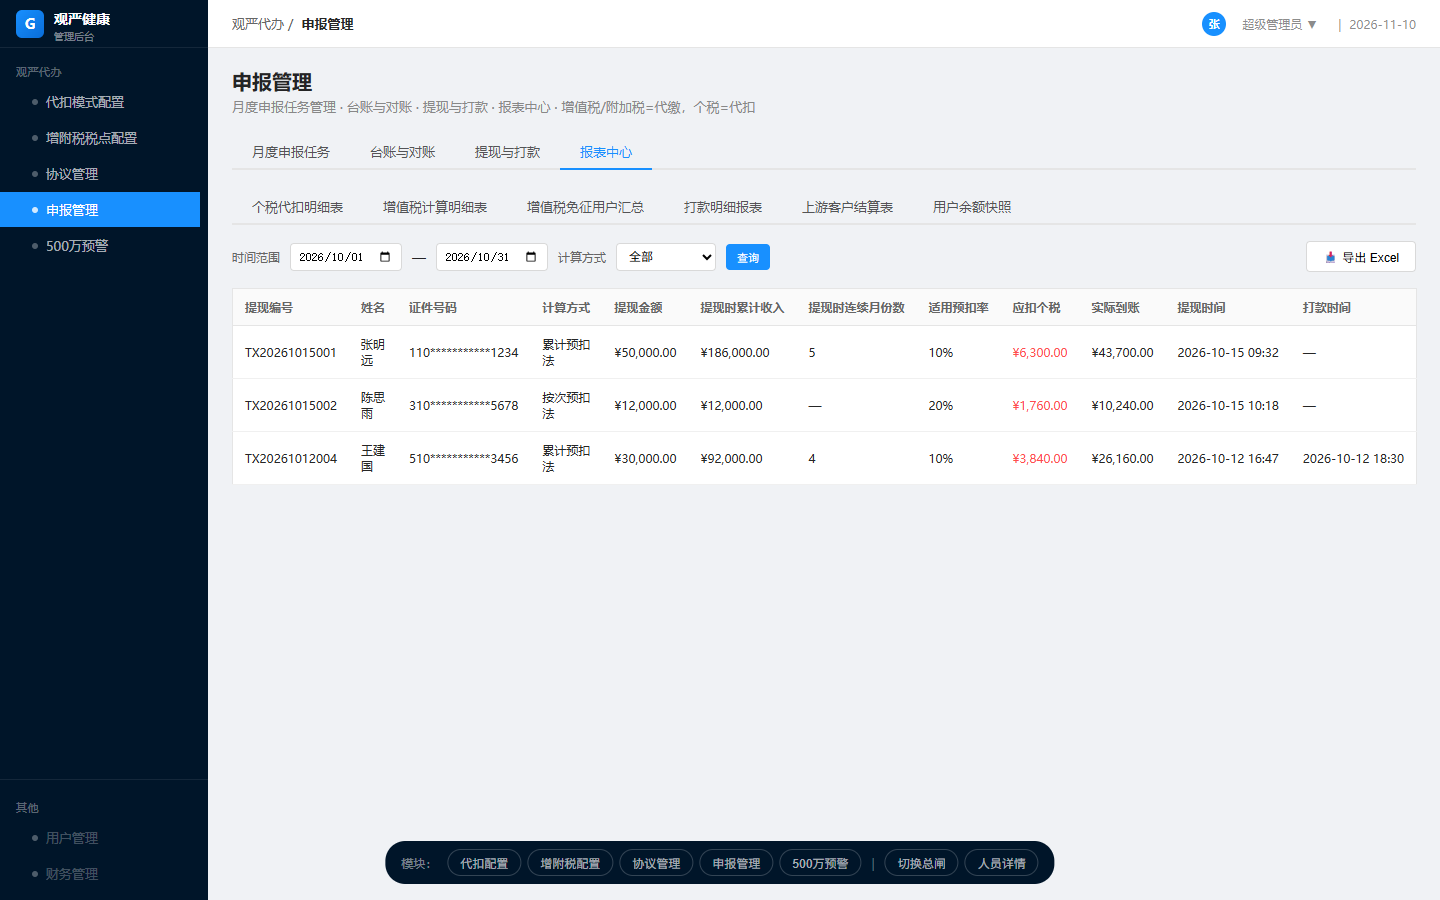 G 观严健康
管理后台
观严代办
代扣模式配置
增附税税点配置
协议管理
申报管理
500万预警
其他
用户管理
财务管理
观严代办 / 申报管理
张 超级管理员 ▼ | 2026-11-10
申报管理
月度申报任务管理 · 台账与对账 · 提现与打款 · 报表中心 · 增值税/附加税=代缴，个税=代扣
月度申报任务 台账与对账 提现与打款 报表中心
个税代扣明细表 增值税计算明细表 增值税免征用户汇总 打款明细报表 上游客户结算表 用户余额快照
时间范围 2026/10/01 — 2026/10/31 计算方式 全部 查询 导出 Excel
提现编号 姓名 证件号码 计算方式 提现金额 提现时累计收入 提现时连续月份数 适用预扣率 应扣个税 实际到账 提现时间 打款时间
TX20261015001 张明远 110***********1234 累计预扣法 ¥50,000.00 ¥186,000.00 5 10% ¥6,300.00 ¥43,700.00 2026-10-15 09:32 —
TX20261015002 陈思雨 310***********5678 按次预扣法 ¥12,000.00 ¥12,000.00 — 20% ¥1,760.00 ¥10,240.00 2026-10-15 10:18 —
TX20261012004 王建国 510***********3456 累计预扣法 ¥30,000.00 ¥92,000.00 4 10% ¥3,840.00 ¥26,160.00 2026-10-12 16:47 2026-10-12 18:30
模块： 代扣配置 增附税配置 协议管理 申报管理 500万预警 | 切换总闸 人员详情